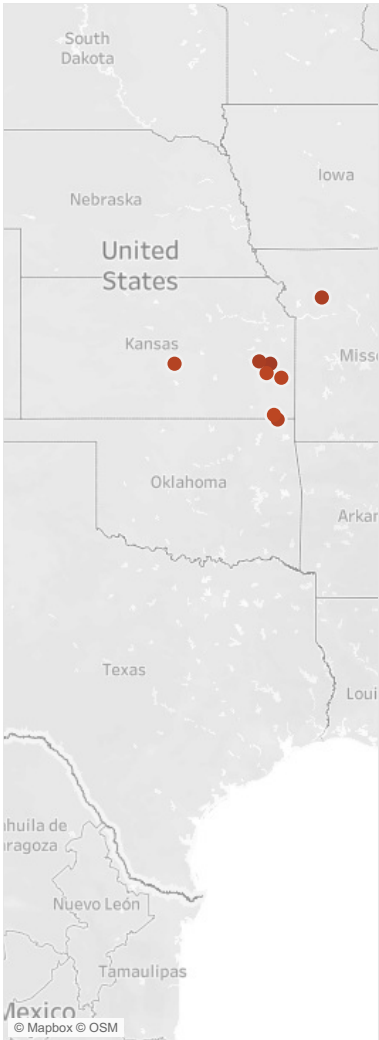 South
Dakota
Iowa
Nebraska
United
States
Kansas
Misso
Oklahoma
Arkan
Texas
Loui
ahuila de
aragoza
Nuevo León
Tamaulipas
Mexico
© Mapbox © OSM